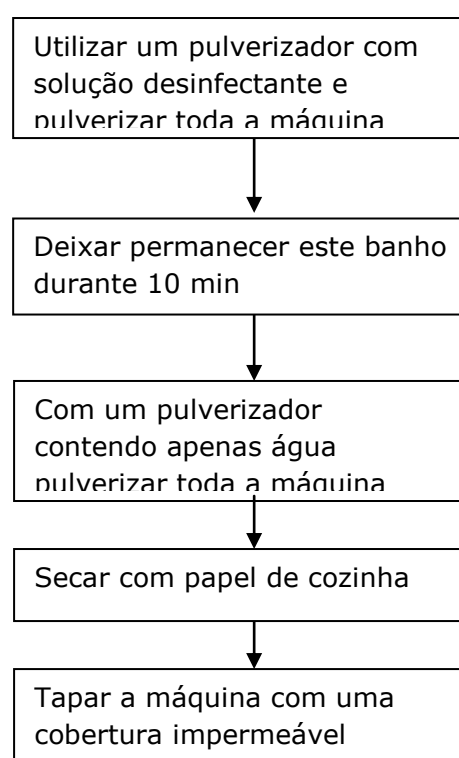 Utilizar um pulverizador com
solução desinfectante e
pulverizar toda a máquina
Deixar permanecer este banho
durante 10 min
Com um pulverizador
contendo apenas água
pulverizar toda a máquina
Secar com papel de cozinha
Tapar a máquina com uma
cobertura impermeável